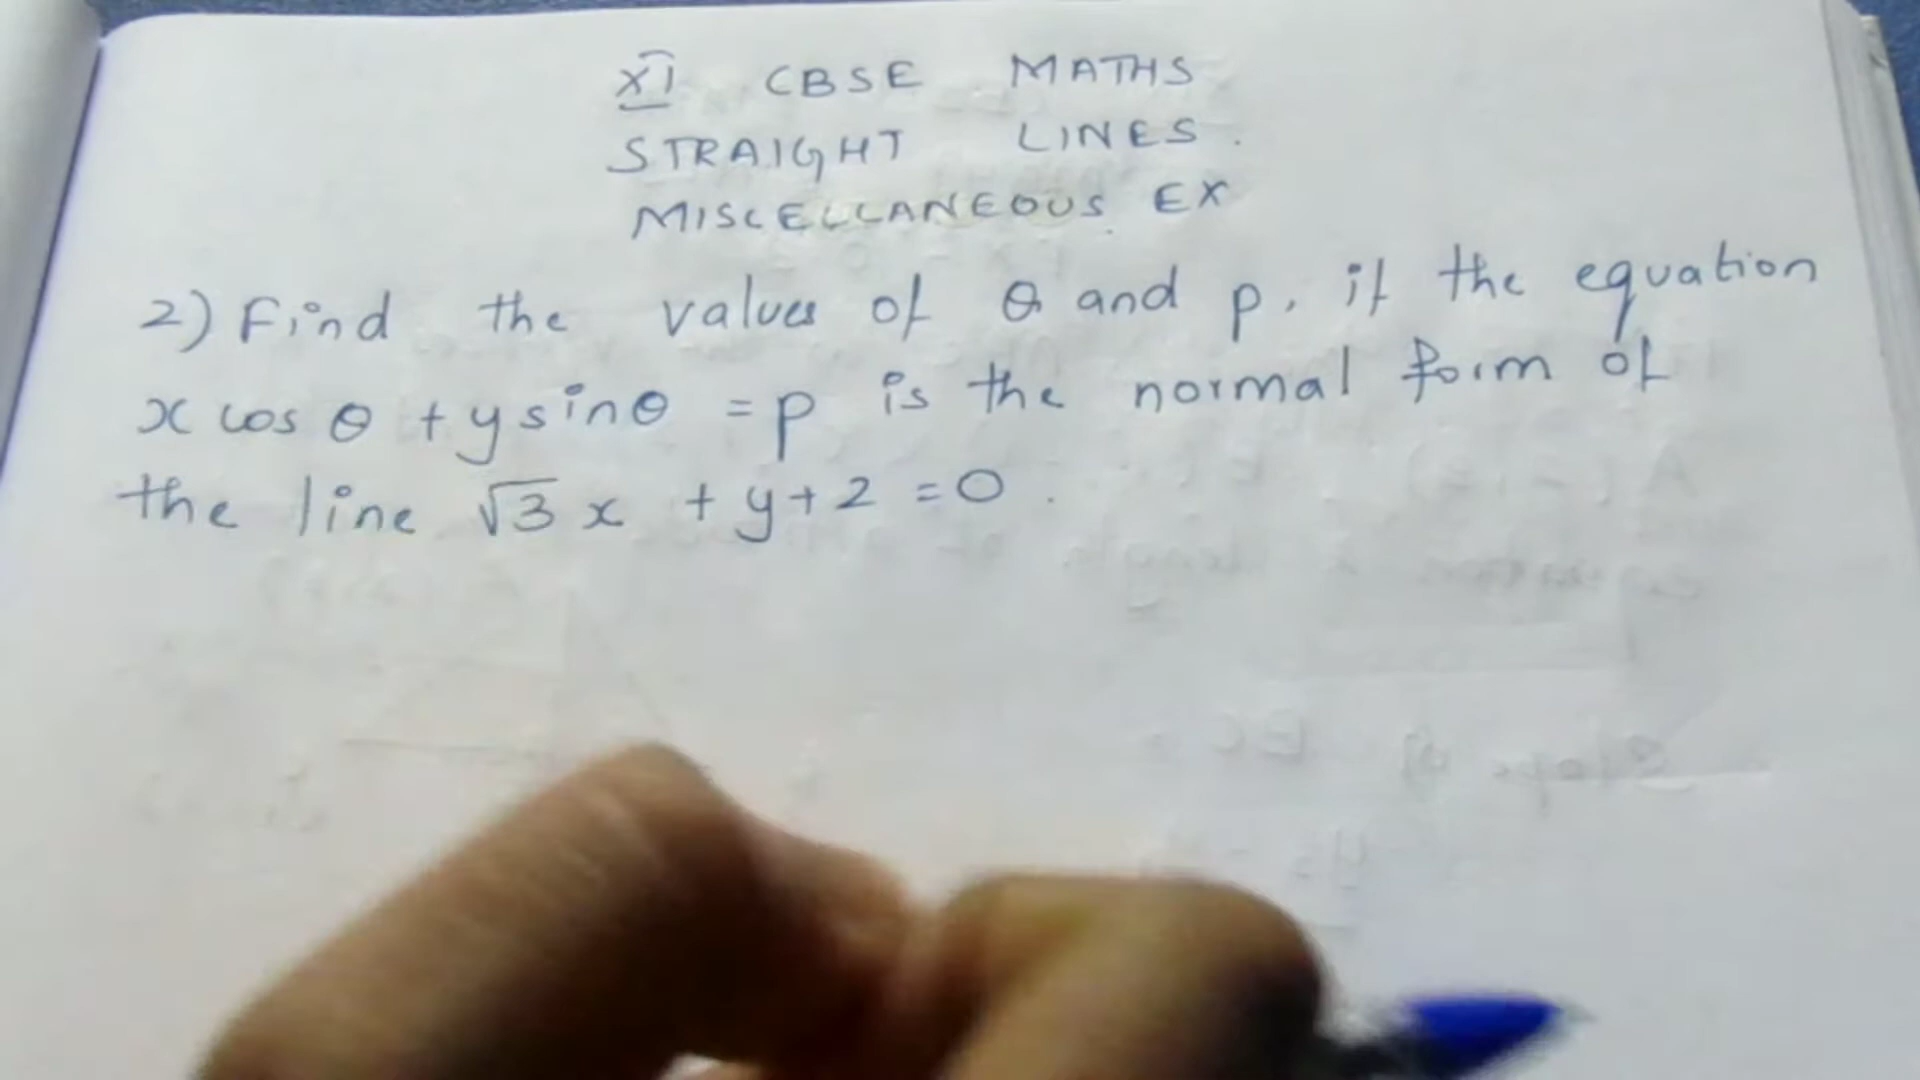 XI CBSE MATHS
STRAIGHT LINES.
MISCELLANEOUS EX
2) Find the values of θ and p, if the equation
x cos θ + y sinθ = p is the normal form of
the line √3 x + y + 2 = 0.